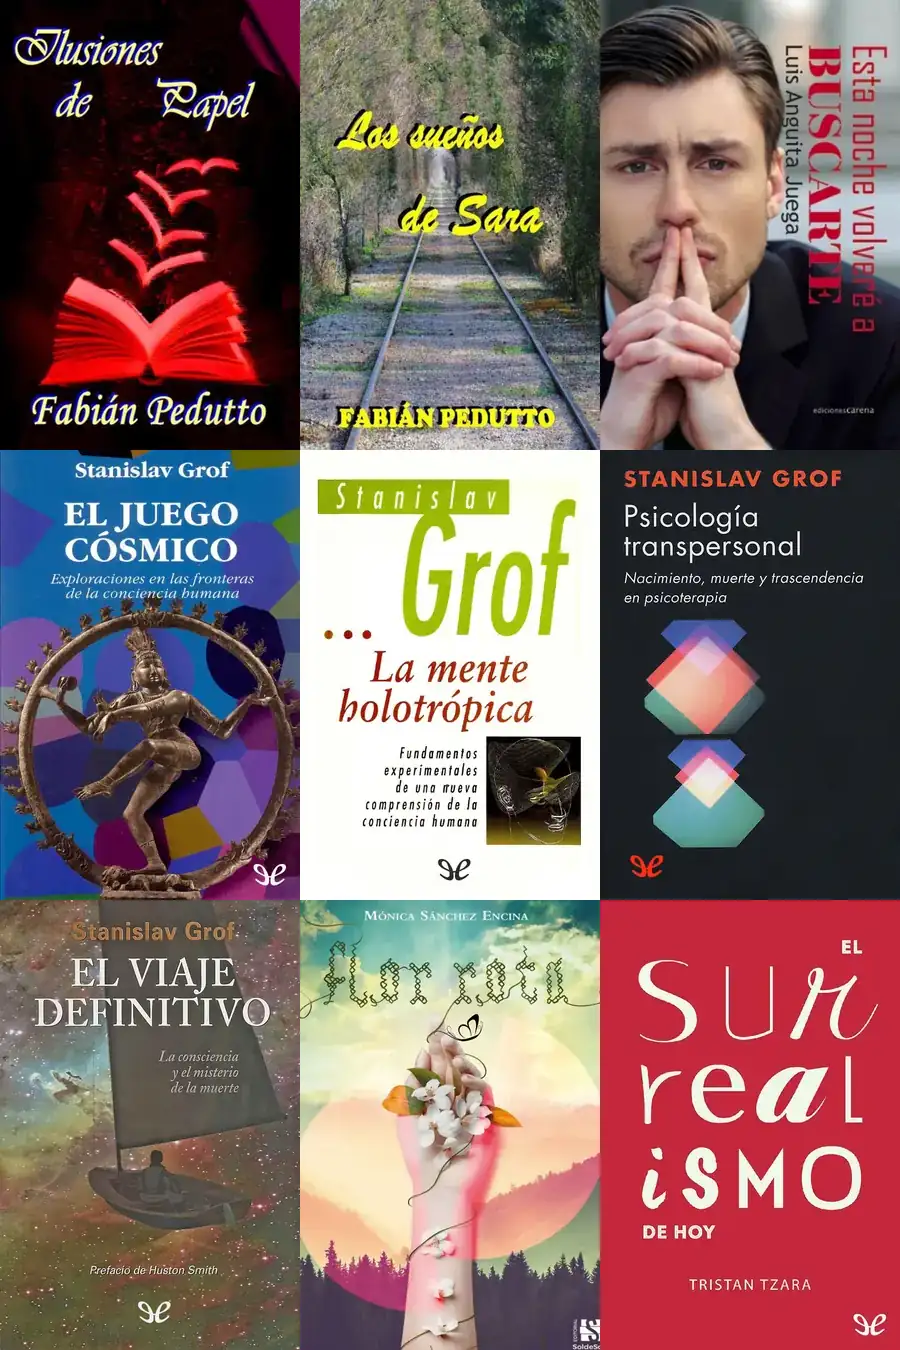 Ilusiones
de Papel
Fabián Pedutto
Los sueños
de Sara
FABIÁN PEDUTTO
Esta noche volveré a
BUSCARTE
Luis Anguita Juega
edicionescarena
Stanislav Grof
EL JUEGO
CÓSMICO
Exploraciones en las fronteras
de la conciencia humana
Stanislav
Grof
...
La mente
holotrópica
Fundamentos
experimentales
de una nueva
comprensión de la
conciencia humana
STANISLAV GROF
Psicología
transpersonal
Nacimiento, muerte y trascendencia
en psicoterapia
Stanislav Grof
EL VIAJE
DEFINITIVO
La consciencia
y el misterio
de la muerte
Prefacio de Huston Smith
MÓNICA SÁNCHEZ ENCINA
flor rota
EDITORIAL
SoldeSo
EL
SUR
reaL
iSMO
DE HOY
TRISTAN TZARA